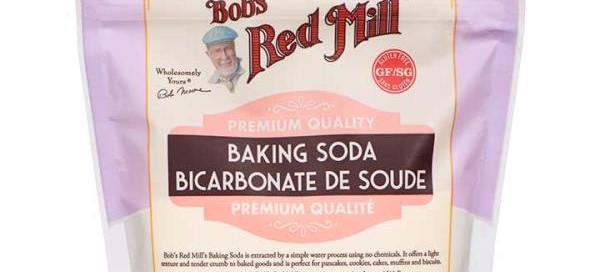 Bob's
Red Mill
GLUTEN FREE
GF/SG
SANS GLUTEN
Wholesomely
Yours®
Bob Moore
PREMIUM QUALITY
BAKING SODA
BICARBONATE DE SOUDE
PREMIUM QUALITÉ
Bob's Red Mill's Baking Soda is extracted by a simple water process using no chemicals. It offers a light
texture and tender crumb to baked goods and is perfect for pancakes, cookies, cakes, muffins and biscuits.